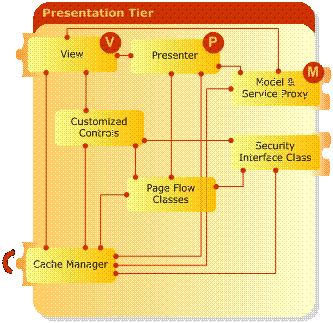 Presentation Tier
View
V
Presenter
P
Model &
Service Proxy
M
Customized
Controls
Security
Interface Class
Page Flow
Classes
Cache Manager